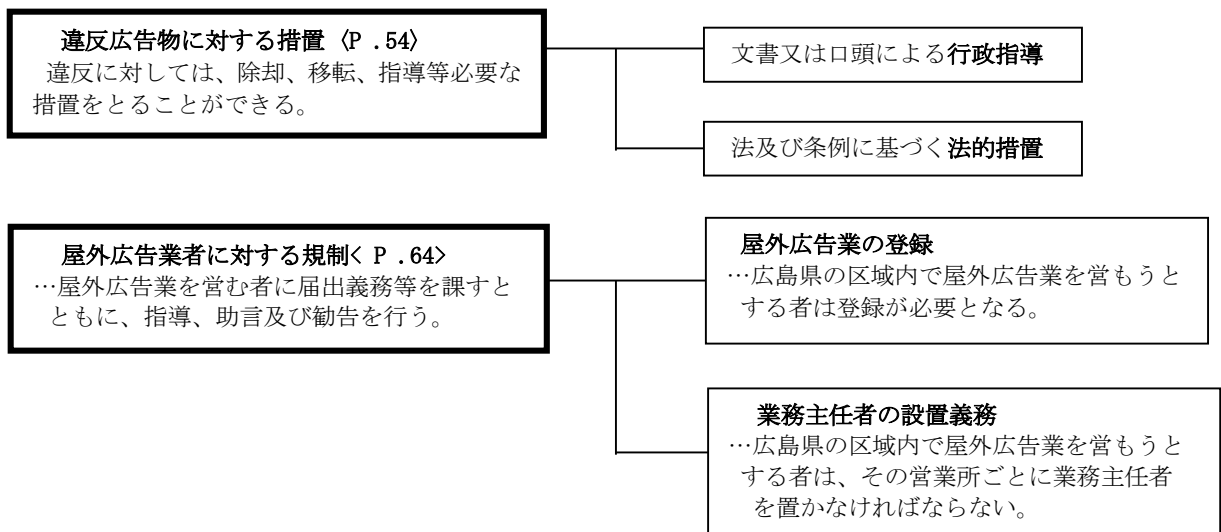 違反広告物に対する措置〈P.54〉
違反に対しては、除却、移転、指導等必要な
措置をとることができる。
文書又は口頭による行政指導
法及び条例に基づく法的措置
屋外広告業者に対する規制<P.64>
…屋外広告業を営む者に届出義務等を課すと
ともに、指導、助言及び勧告を行う。
屋外広告業の登録
…広島県の区域内で屋外広告業を営もうと
する者は登録が必要となる。
業務主任者の設置義務
…広島県の区域内で屋外広告業を営もうと
する者は、その営業所ごとに業務主任者
を置かなければならない。